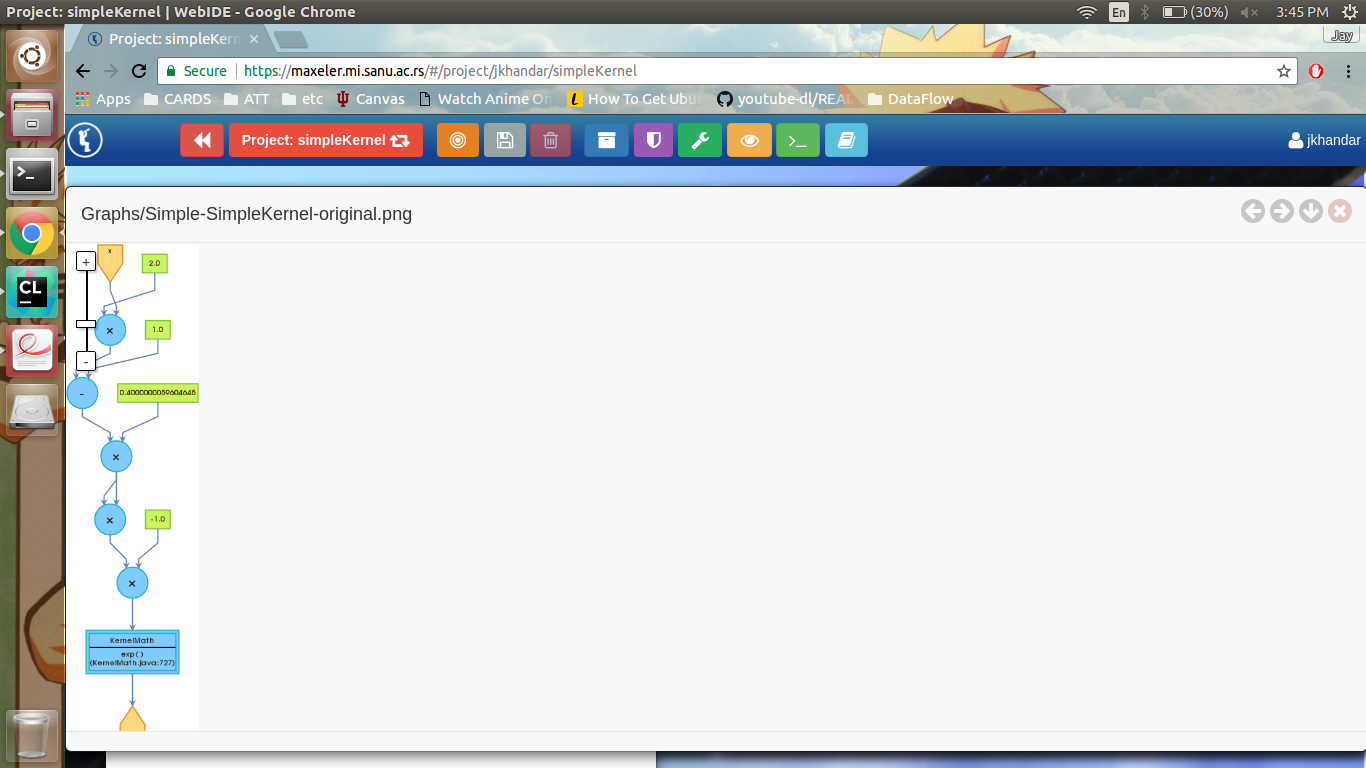 Project: simpleKernel | WebIDE - Google Chrome
En
(30%)
3:45 PM
Project: simpleKern
Jay
Secure
https://maxeler.mi.sanu.ac.rs/#/project/jkhandar/simpleKernel
Apps
CARDS
ATT
etc
Canvas
Watch Anime On
How To Get Ubun
youtube-dl/READ
DataFlow
Project: simpleKernel
>_
jkhandar
Graphs/Simple-SimpleKernel-original.png
+
x
2.0
×
1.0
-
-
0.4000000059604645
×
×
-1.0
×
KernelMath
exp()
(KernelMath.java:727)
CL